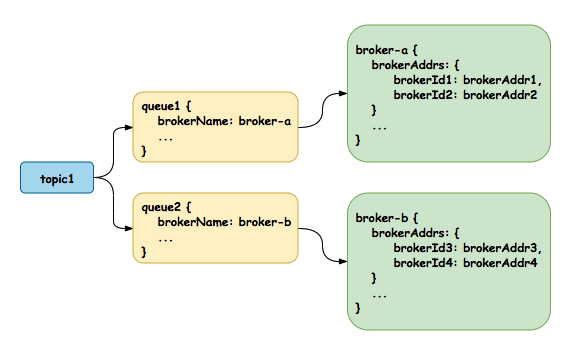 topic1
queue1 {
brokerName: broker-a
...
}
queue2 {
brokerName: broker-b
...
}
broker-a {
brokerAddrs: {
brokerId1: brokerAddr1,
brokerId2: brokerAddr2
}
...
}
broker-b {
brokerAddrs: {
brokerId3: brokerAddr3,
brokerId4: brokerAddr4
}
...
}